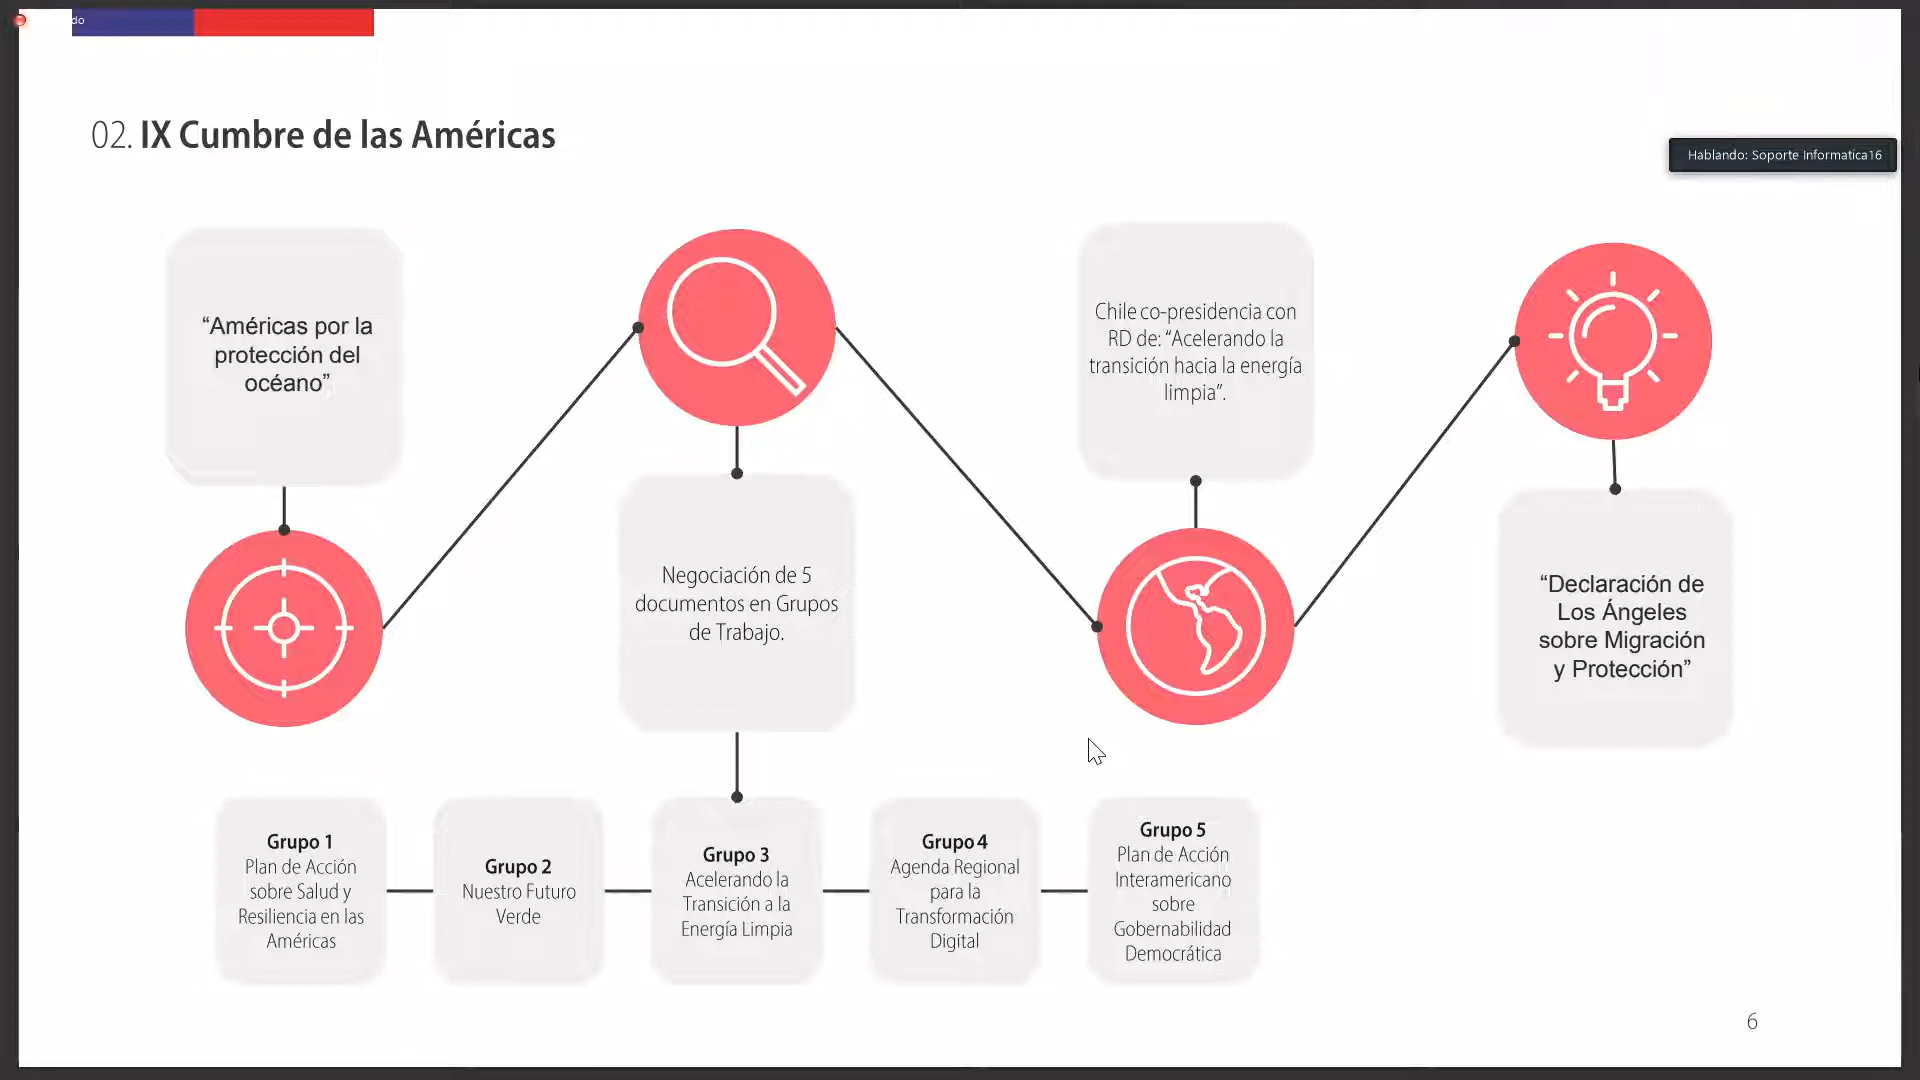 do
02. IX Cumbre de las Américas
Hablando: Soporte Informatica16
“Américas por la
protección del
océano”
Negociación de 5
documentos en Grupos
de Trabajo.
Chile co-presidencia con
RD de: “Acelerando la
transición hacia la energía
limpia”.
“Declaración de
Los Ángeles
sobre Migración
y Protección”
Grupo 1
Plan de Acción
sobre Salud y
Resiliencia en las
Américas
Grupo 2
Nuestro Futuro
Verde
Grupo 3
Acelerando la
Transición a la
Energía Limpia
Grupo 4
Agenda Regional
para la
Transformación
Digital
Grupo 5
Plan de Acción
Interamericano
sobre
Gobernabilidad
Democrática
6